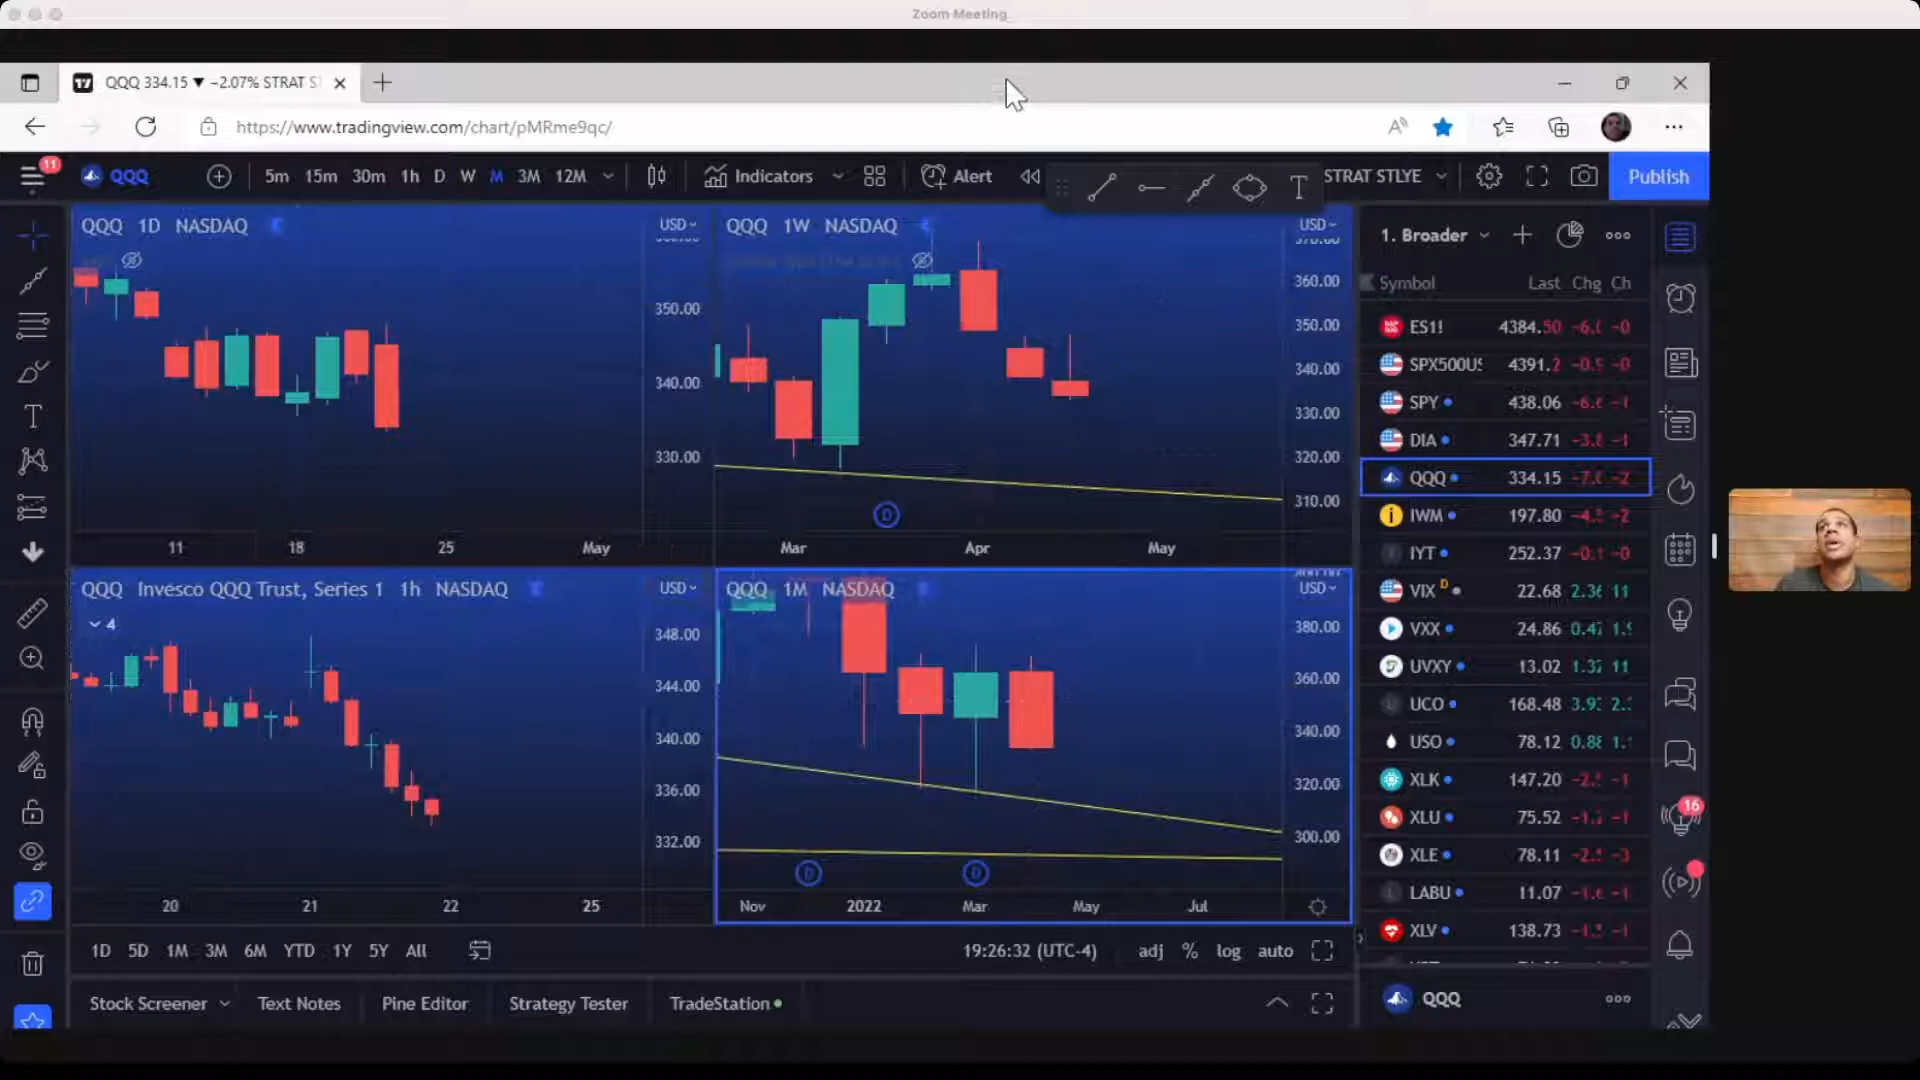 Zoom Meeting
QQQ 334.15 ▼ −2.07% STRAT S
https://www.tradingview.com/chart/pMRme9qc/
11
QQQ 5m 15m 30m 1h D W M 3M 12M Indicators Alert STRAT STLYE Publish
QQQ 1D NASDAQ
USD
350.00
340.00
330.00
11 18 25 May
QQQ 1W NASDAQ
USD
370.00
360.00
350.00
340.00
330.00
320.00
310.00
D
Mar Apr May
QQQ Invesco QQQ Trust, Series 1 1h NASDAQ
USD
4
348.00
344.00
340.00
336.00
332.00
20 21 22 25
QQQ 1M NASDAQ
USD
380.00
360.00
340.00
320.00
300.00
D D
Nov 2022 Mar May Jul
1D 5D 1M 3M 6M YTD 1Y 5Y All
19:26:32 (UTC-4) adj % log auto
Stock Screener Text Notes Pine Editor Strategy Tester TradeStation
1. Broader
Symbol Last Chg Ch
ES1! 4384.50
SPX500US 4391.2
SPY 438.06
DIA 347.71
QQQ 334.15
IWM 197.80
IYT 252.37
VIX D 22.68
VXX 24.86
UVXY 13.02
UCO 168.48
USO 78.12
XLK 147.20
XLU 75.52
XLE 78.11
LABU 11.07
XLV 138.73
QQQ
16